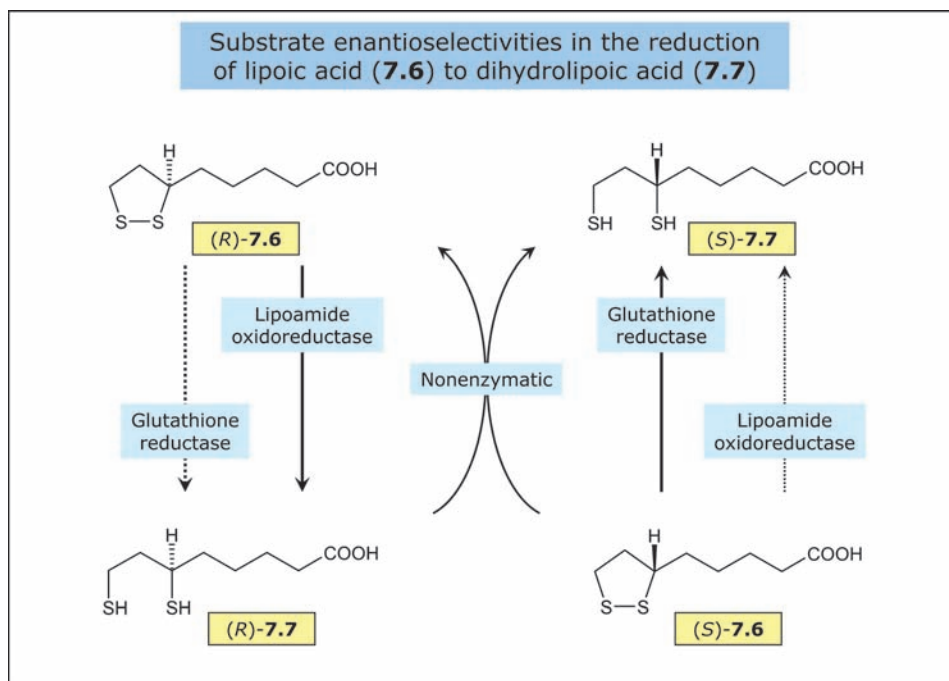 Substrate enantioselectivities in the reduction
of lipoic acid (7.6) to dihydrolipoic acid (7.7)
H
COOH
S
S
(R)-7.6
H
COOH
SH
SH
(S)-7.7
Lipoamide
oxidoreductase
Glutathione
reductase
Nonenzymatic
Glutathione
reductase
Lipoamide
oxidoreductase
H
COOH
SH
SH
(R)-7.7
H
COOH
S
S
(S)-7.6